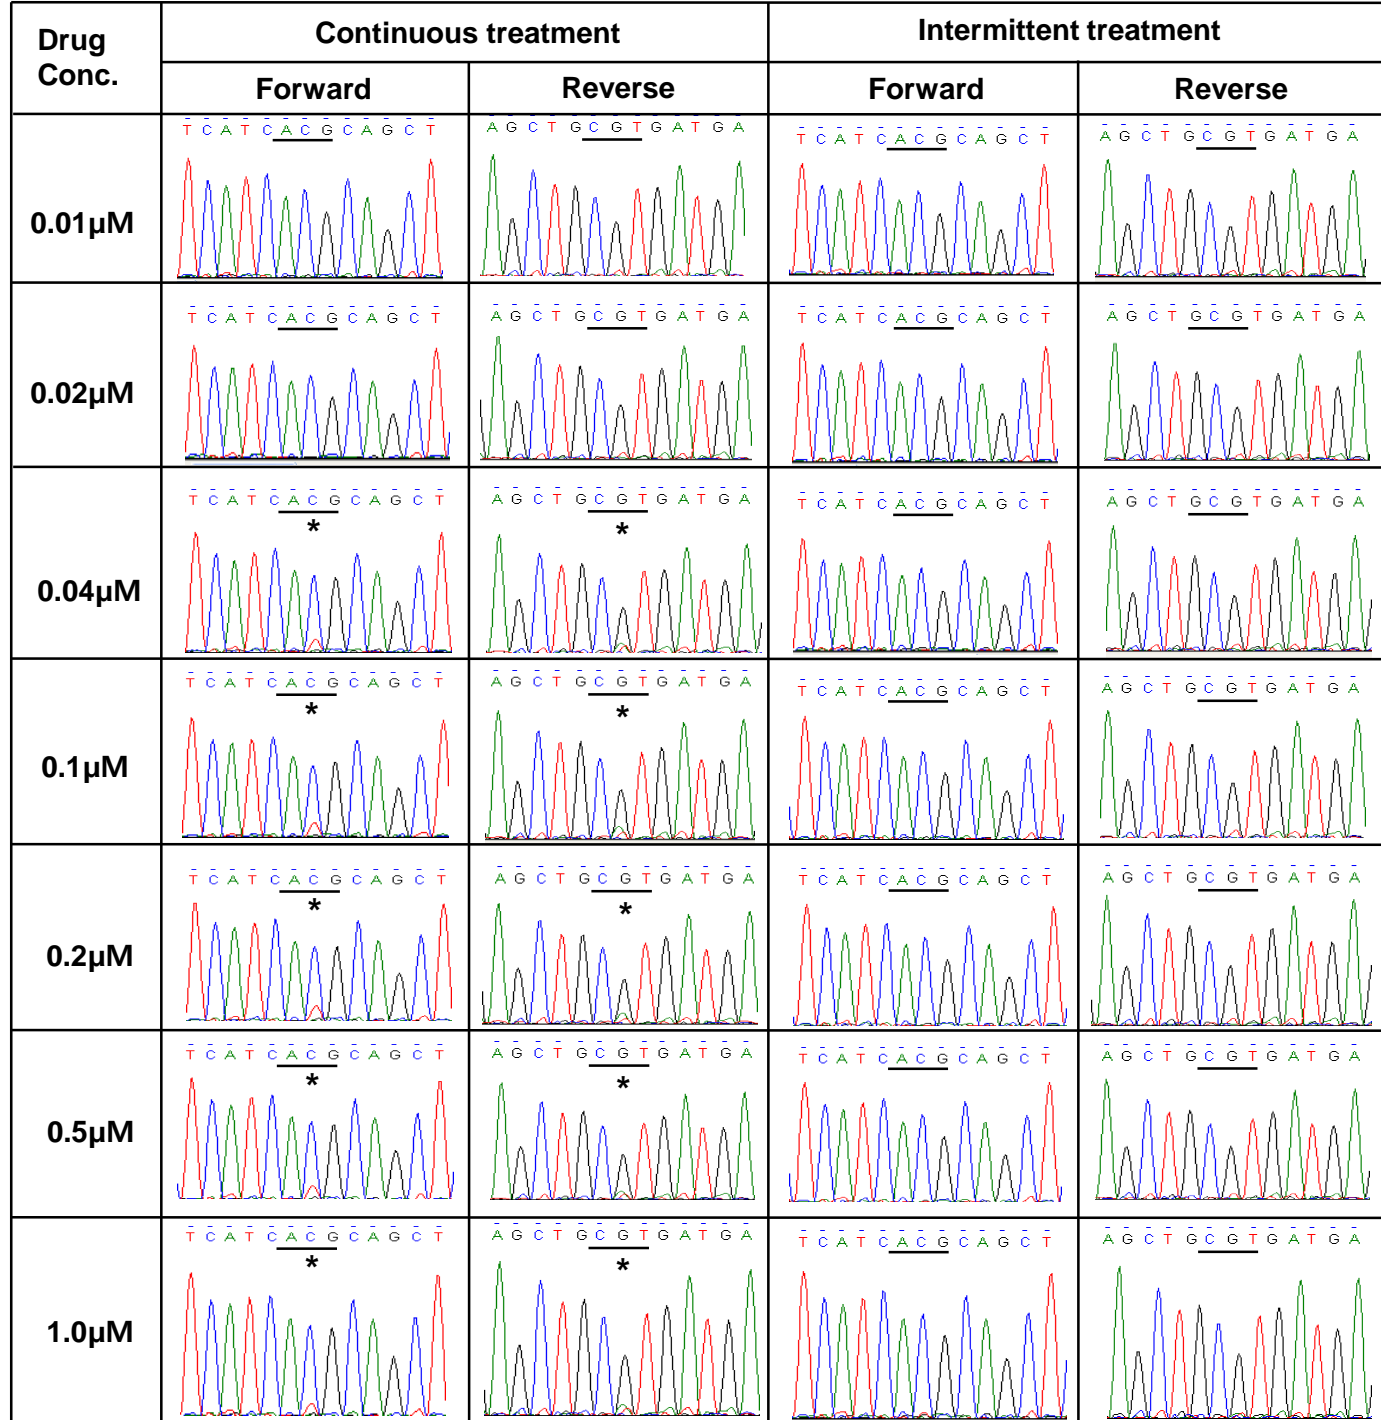 Drug Conc. Continuous treatment Intermittent treatment
Forward Reverse Forward Reverse
T C A T C A C G C A G C T A G C T G C G T G A T G A T C A T C A C G C A G C T A G C T G C G T G A T G A
0.01µM
T C A T C A C G C A G C T A G C T G C G T G A T G A T C A T C A C G C A G C T A G C T G C G T G A T G A
0.02µM
T C A T C A C G C A G C T A G C T G C G T G A T G A T C A T C A C G C A G C T A G C T G C G T G A T G A
* *
0.04µM
T C A T C A C G C A G C T A G C T G C G T G A T G A T C A T C A C G C A G C T A G C T G C G T G A T G A
* *
0.1µM
T C A T C A C G C A G C T A G C T G C G T G A T G A T C A T C A C G C A G C T A G C T G C G T G A T G A
* *
0.2µM
T C A T C A C G C A G C T A G C T G C G T G A T G A T C A T C A C G C A G C T A G C T G C G T G A T G A
* *
0.5µM
T C A T C A C G C A G C T A G C T G C G T G A T G A T C A T C A C G C A G C T A G C T G C G T G A T G A
* *
1.0µM